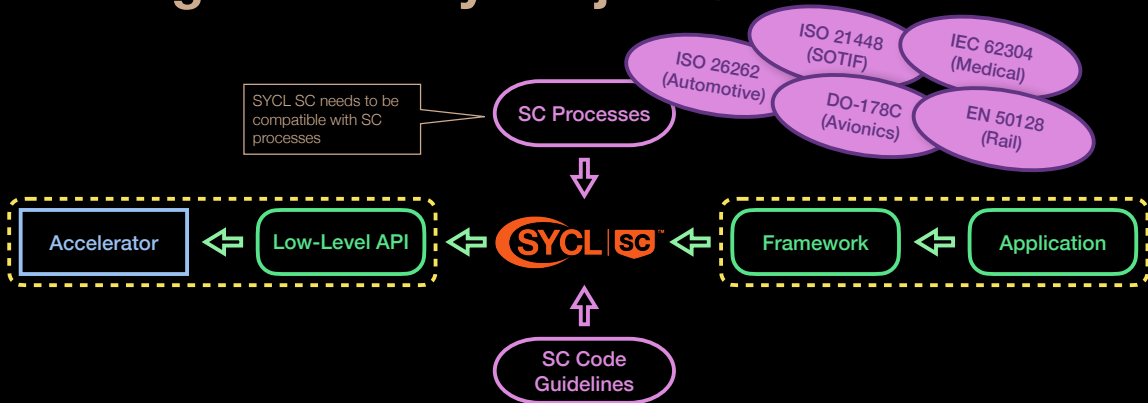 ISO 21448
(SOTIF)
IEC 62304
(Medical)
ISO 26262
(Automotive)
SYCL SC needs to be
compatible with SC
processes
SC Processes
DO-178C
(Avionics)
EN 50128
(Rail)
Accelerator
Low-Level API
SYCL SC™
Framework
Application
SC Code
Guidelines